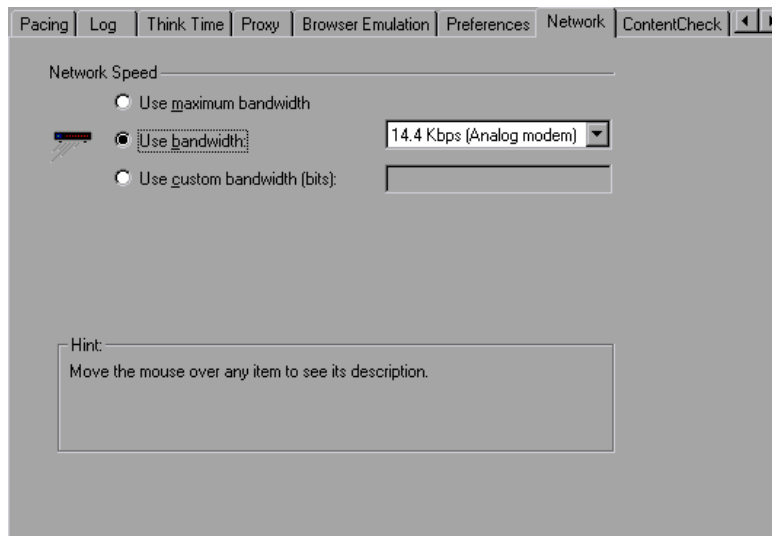 Pacing Log Think Time Proxy Browser Emulation Preferences Network ContentCheck
Network Speed
Use maximum bandwidth
Use bandwidth: 14.4 Kbps (Analog modem)
Use custom bandwidth (bits):
Hint:
Move the mouse over any item to see its description.